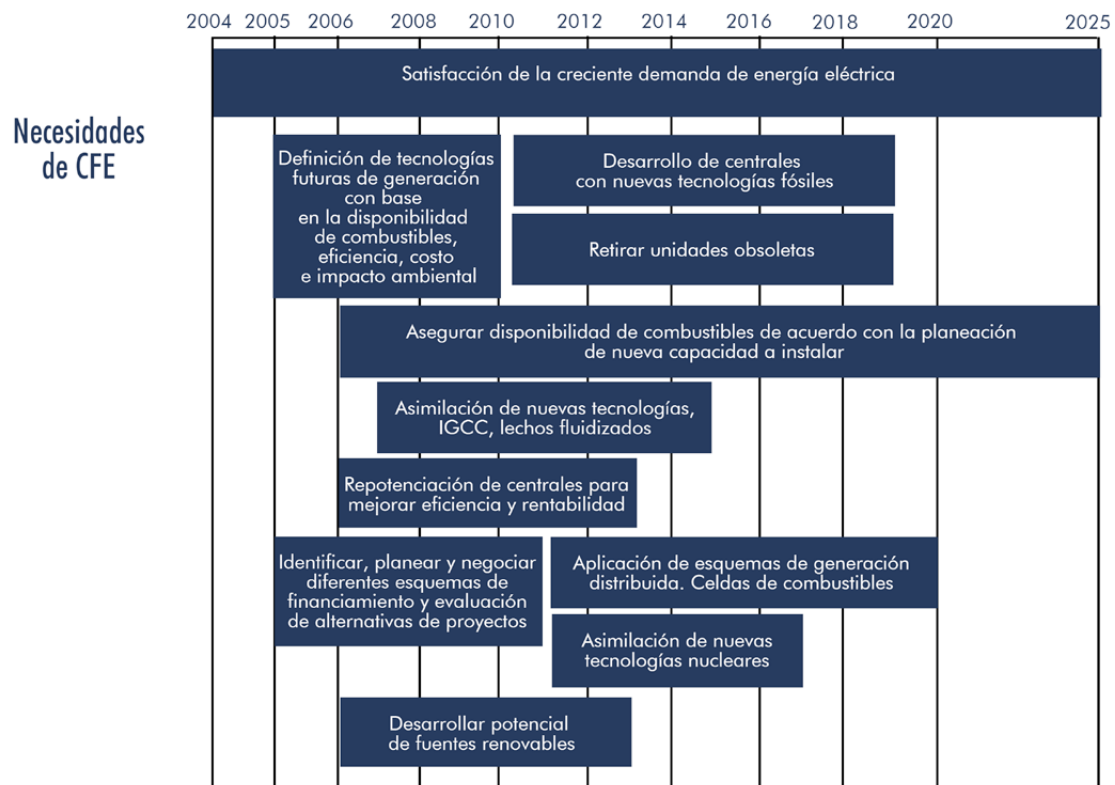 2004 2005 2006 2008 2010 2012 2014 2016 2018 2020 2025
Satisfacción de la creciente demanda de energía eléctrica
Necesidades
de CFE
Definición de tecnologías
futuras de generación
con base
en la disponibilidad
de combustibles,
eficiencia, costo
e impacto ambiental
Desarrollo de centrales
con nuevas tecnologías fósiles
Retirar unidades obsoletas
Asegurar disponibilidad de combustibles de acuerdo con la planeación
de nueva capacidad a instalar
Asimilación de nuevas tecnologías,
IGCC, lechos fluidizados
Repotenciación de centrales para
mejorar eficiencia y rentabilidad
Identificar, planear y negociar
diferentes esquemas de
financiamiento y evaluación
de alternativas de proyectos
Aplicación de esquemas de generación
distribuida. Celdas de combustibles
Asimilación de nuevas
tecnologías nucleares
Desarrollar potencial
de fuentes renovables